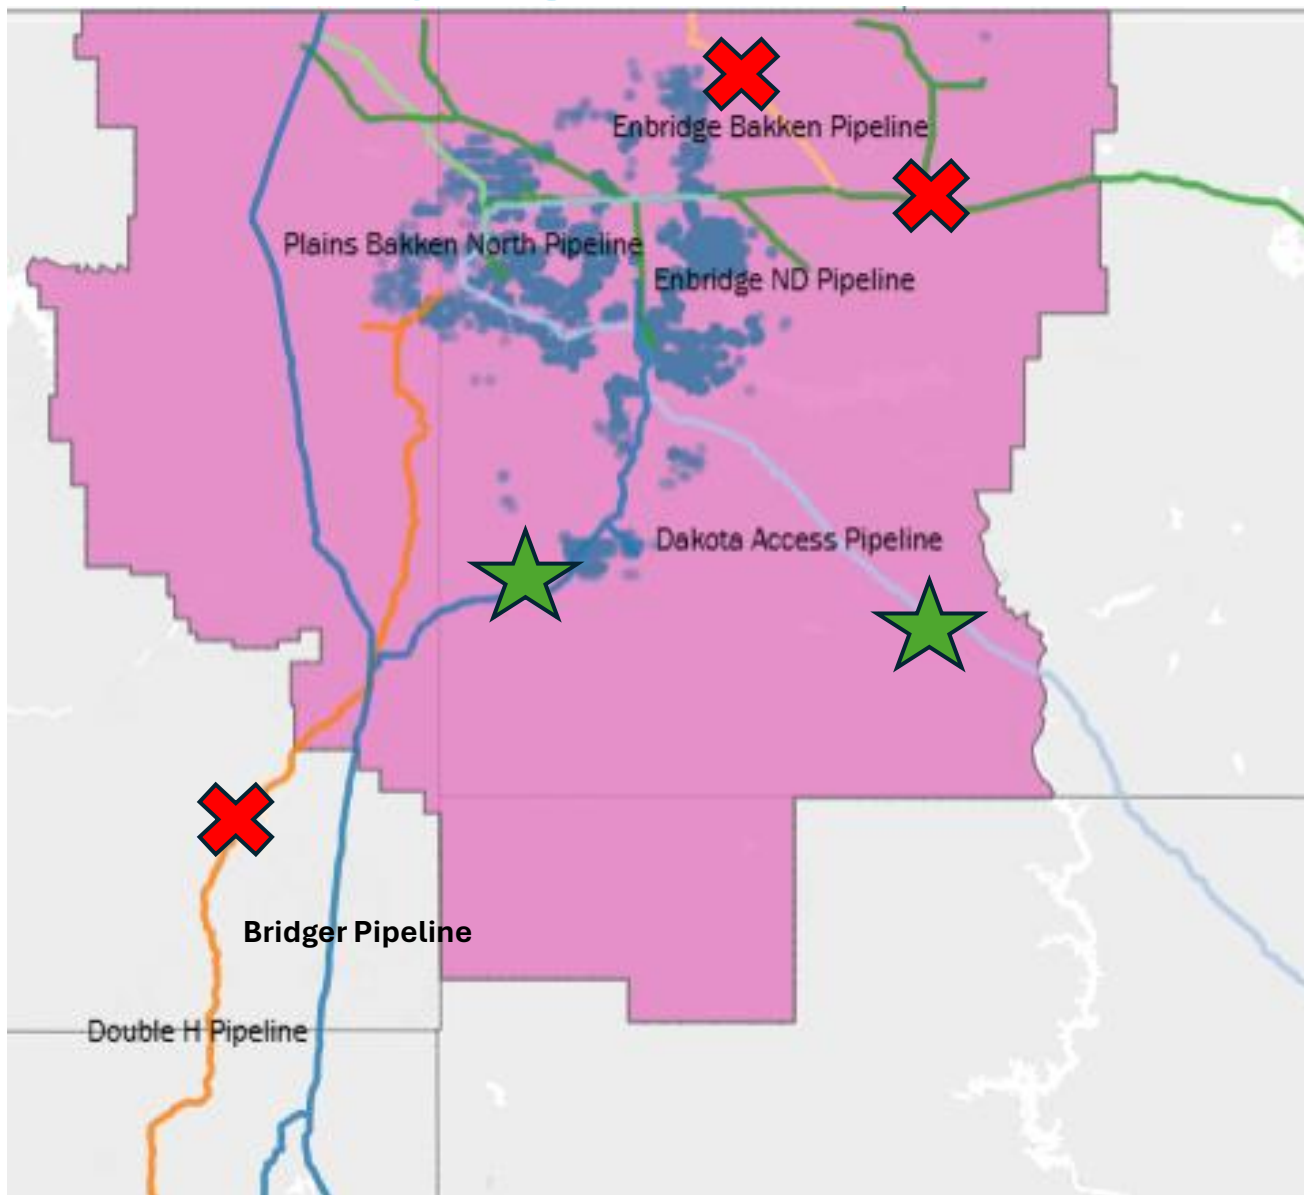 Enbridge Bakken Pipeline
Plains Bakken North Pipeline
Enbridge ND Pipeline
Dakota Access Pipeline
Bridger Pipeline
Double H Pipeline